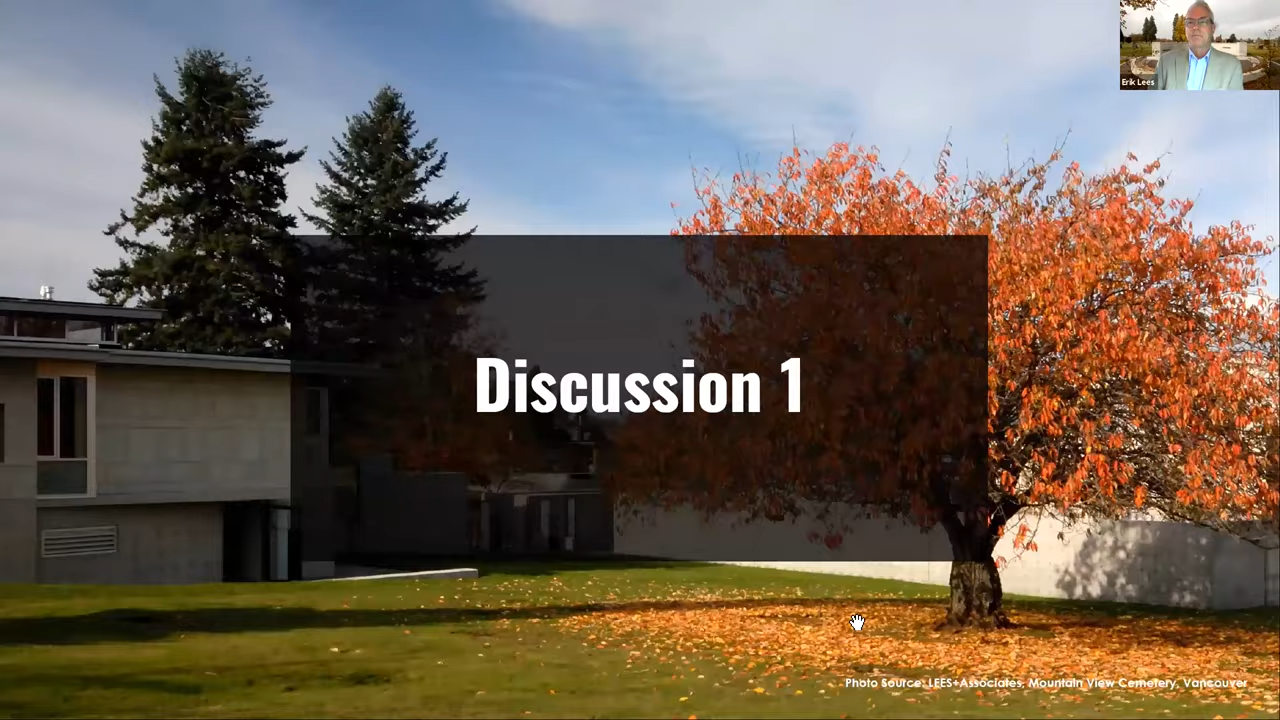 Erik Lees
Discussion 1
Photo Source: LEES+Associates, Mountain View Cemetery, Vancouver